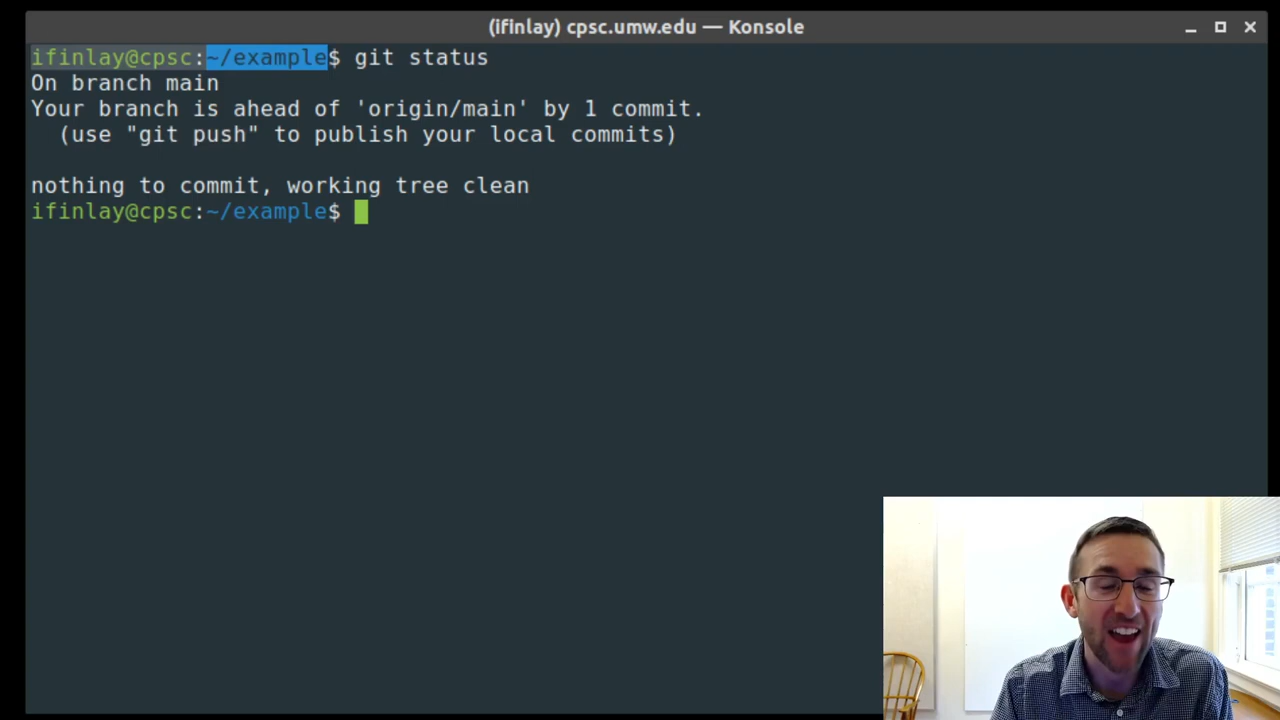 (ifinlay) cpsc.umw.edu — Konsole
ifinlay@cpsc:~/example$ git status
On branch main
Your branch is ahead of 'origin/main' by 1 commit.
  (use "git push" to publish your local commits)
nothing to commit, working tree clean
ifinlay@cpsc:~/example$